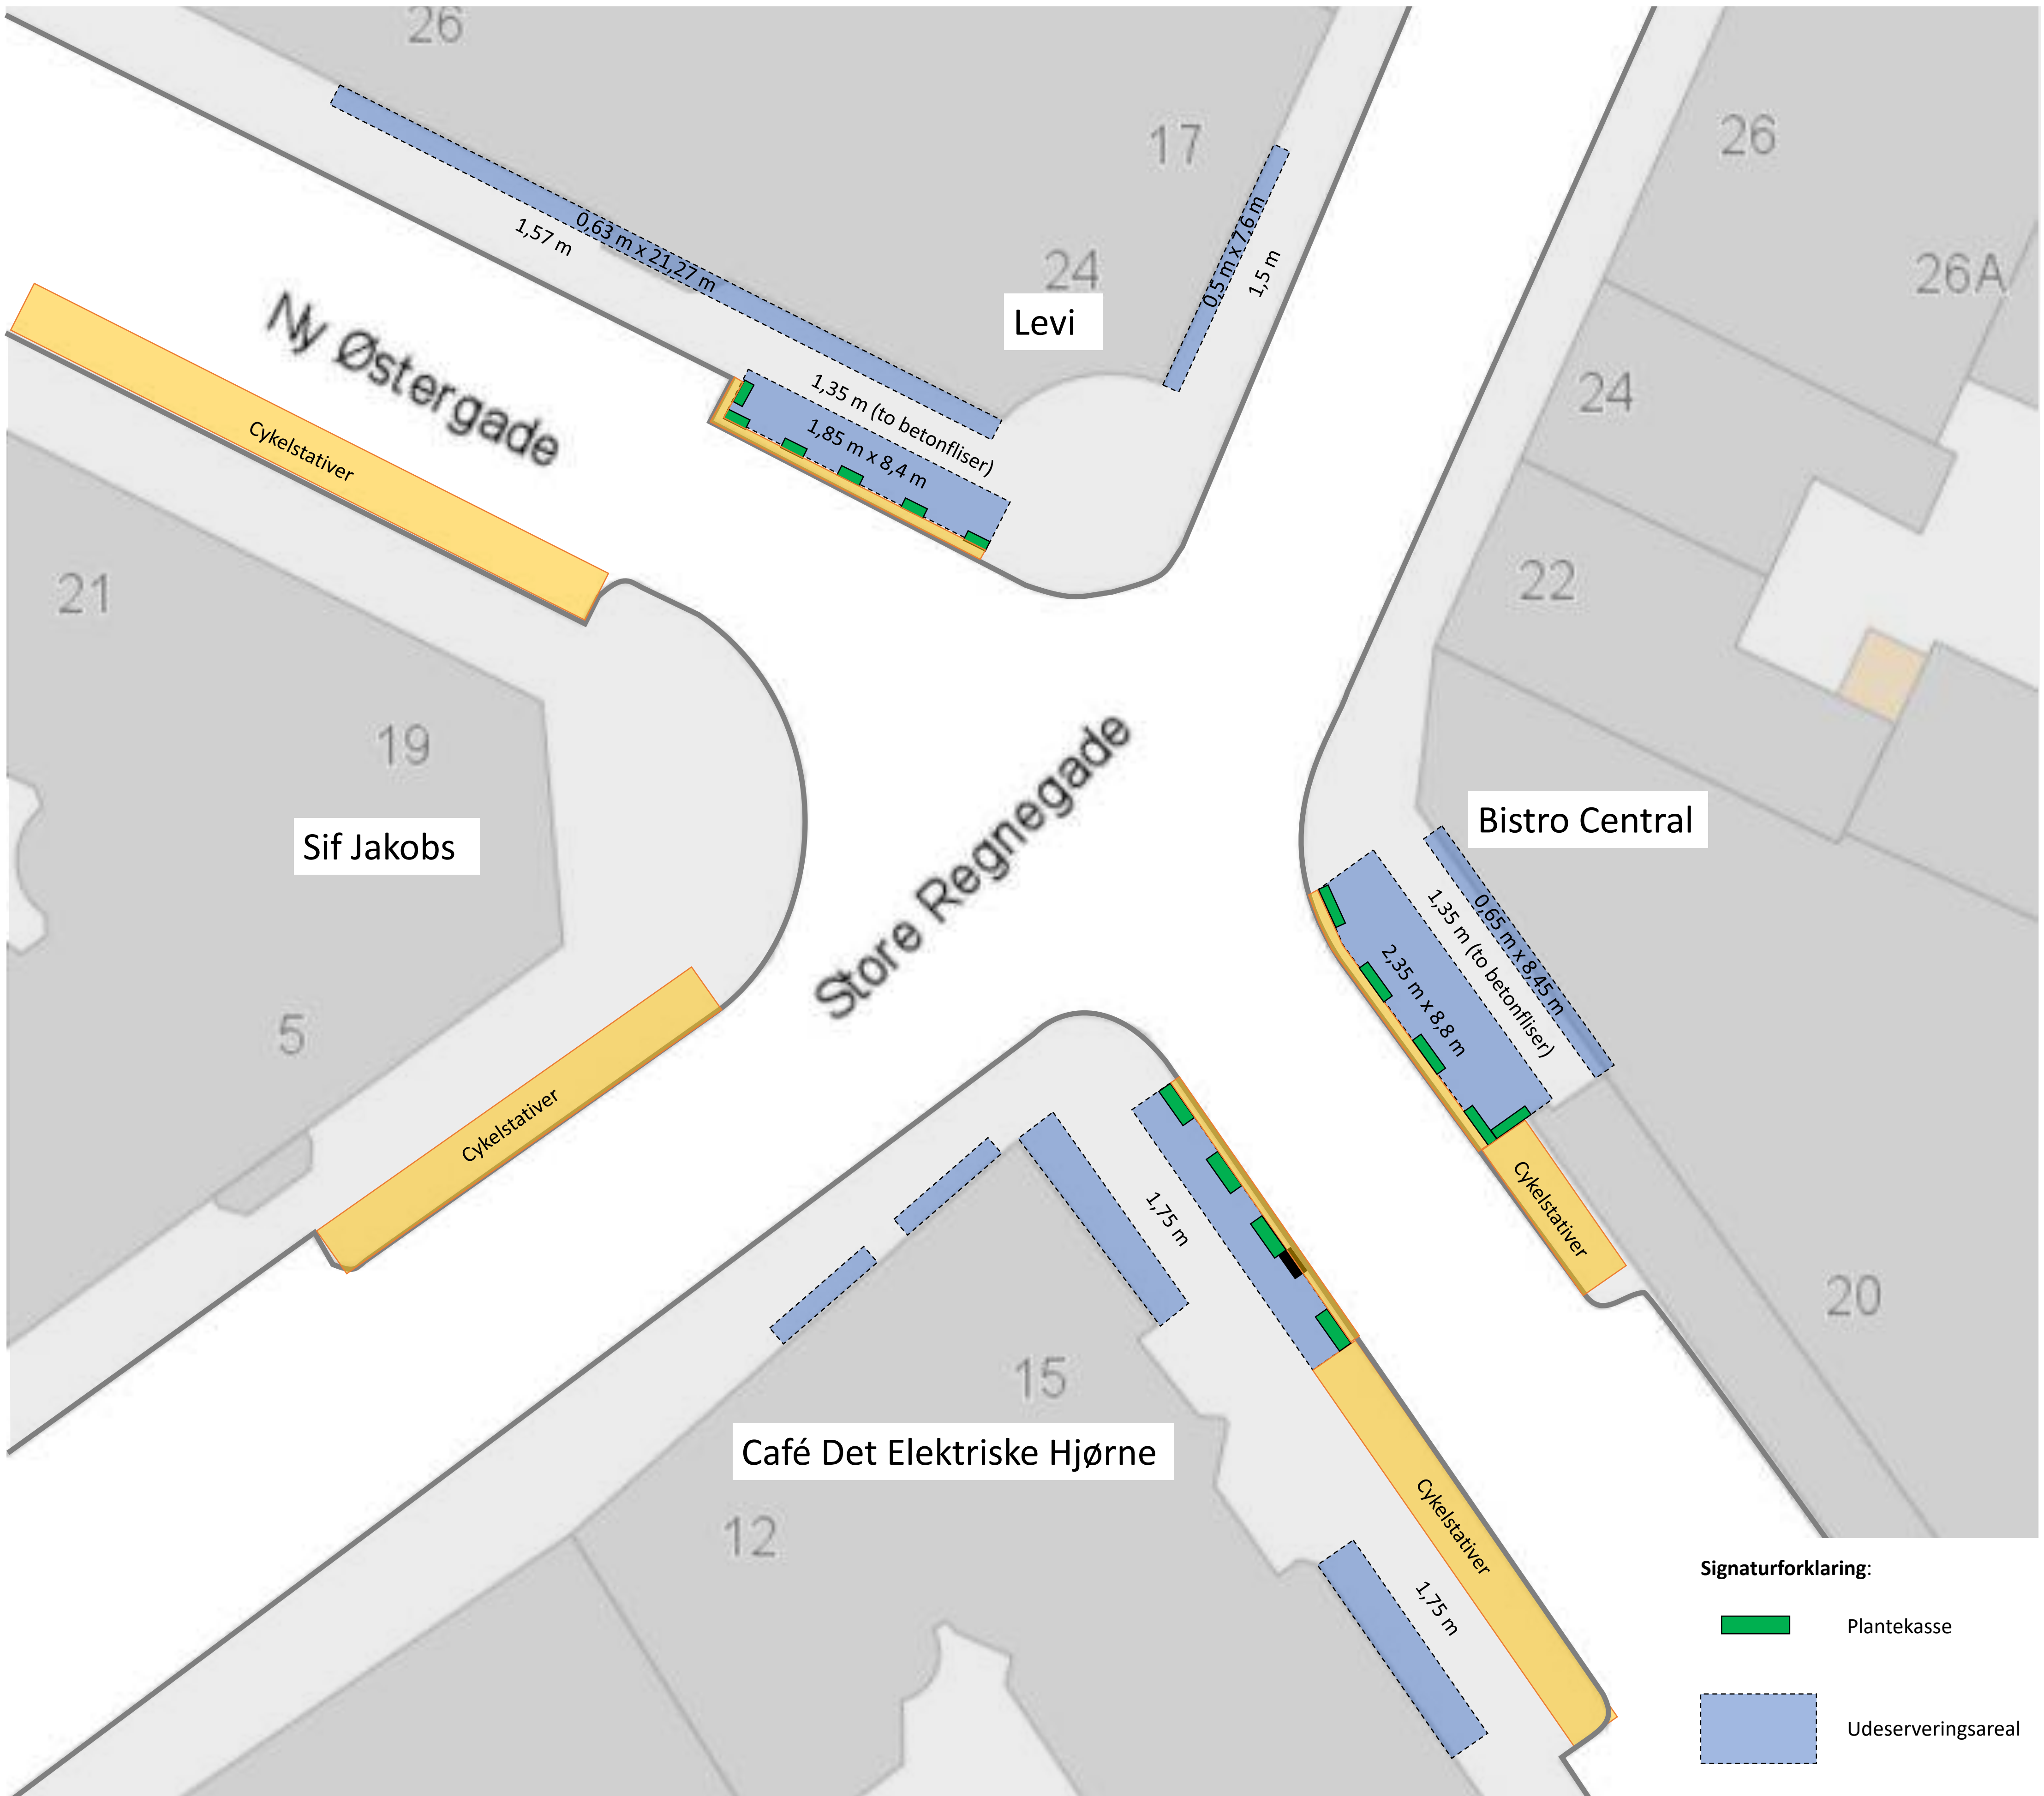 26
17
26
0,63 m x 21,27 m
1,57 m
0,5 m x 7,6 m
1,5 m
24
Levi
26A
Ny Østergade
1,35 m (to betonfliser)
1,85 m x 8,4 m
24
Cykelstativer
21
22
19
Sif Jakobs
Store Regnegade
Bistro Central
0,65 m x 8,45 m
1,35 m (to betonfliser)
2,35 m x 8,8 m
5
Cykelstativer
1,75 m
Cykelstativer
20
15
Café Det Elektriske Hjørne
12
Cykelstativer
1,75 m
Signaturforklaring:
Plantekasse
Udeserveringsareal